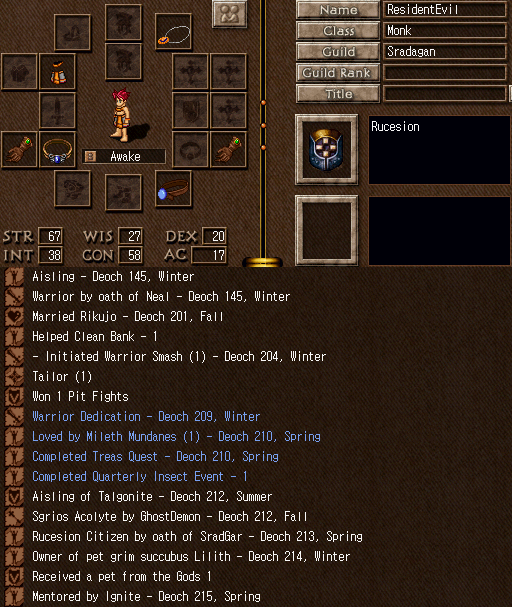 Name ResidentEvil
Class Monk
Guild Sradagan
Guild Rank
Title
Rucesion
Awake
STR 67 WIS 27 DEX 20
INT 38 CON 58 AC 17
Aisling - Deoch 145, Winter
Warrior by oath of Neal - Deoch 145, Winter
Married Rikujo - Deoch 201, Fall
Helped Clean Bank - 1
- Initiated Warrior Smash (1) - Deoch 204, Winter
Tailor (1)
Won 1 Pit Fights
Warrior Dedication - Deoch 209, Winter
Loved by Mileth Mundanes (1) - Deoch 210, Spring
Completed Treas Quest - Deoch 210, Spring
Completed Quarterly Insect Event - 1
Aisling of Talgonite - Deoch 212, Summer
Sgrios Acolyte by GhostDemon - Deoch 212, Fall
Rucesion Citizen by oath of SradGar - Deoch 213, Spring
Owner of pet grim succubus Lilith - Deoch 214, Winter
Received a pet from the Gods 1
Mentored by Ignite - Deoch 215, Spring